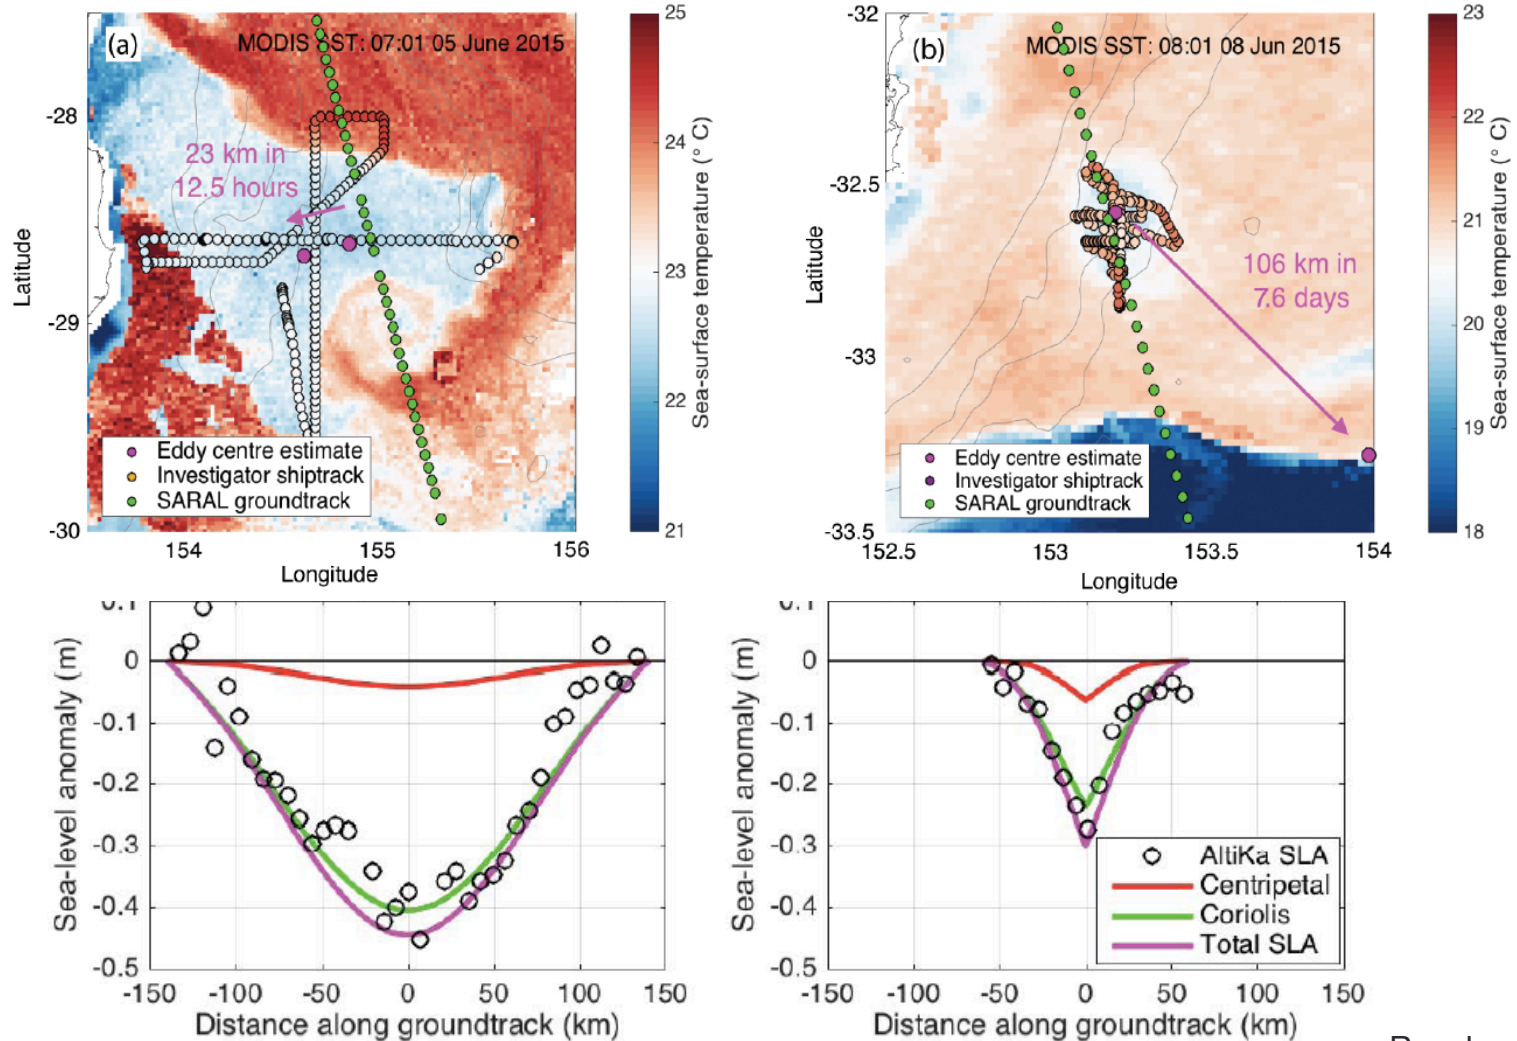 (a)
MODIS SST: 07:01 05 June 2015
23 km in
12.5 hours
Eddy centre estimate
Investigator shiptrack
SARAL groundtrack
-28
-29
-30
Latitude
154
155
156
Longitude
25
24
23
22
21
Sea-surface temperature (° C)
(b)
MODIS SST: 08:01 08 Jun 2015
106 km in
7.6 days
Eddy centre estimate
Investigator shiptrack
SARAL groundtrack
-32
-32.5
-33
-33.5
Latitude
152.5
153
153.5
154
Longitude
23
22
21
20
19
18
Sea-surface temperature (° C)
0.1
0
-0.1
-0.2
-0.3
-0.4
-0.5
Sea-level anomaly (m)
-150
-100
-50
0
50
100
150
Distance along groundtrack (km)
0.1
0
-0.1
-0.2
-0.3
-0.4
-0.5
Sea-level anomaly (m)
AltiKa SLA
Centripetal
Coriolis
Total SLA
-150
-100
-50
0
50
100
150
Distance along groundtrack (km)